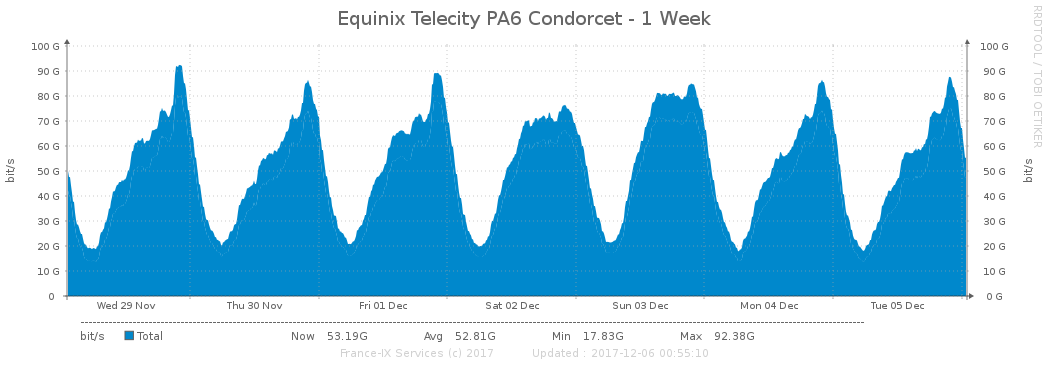 Equinix Telecity PA6 Condorcet - 1 Week
RRDTOOL / TOBI OETIKER
bit/s
100 G
90 G
80 G
70 G
60 G
50 G
40 G
30 G
20 G
10 G
0
100 G
90 G
80 G
70 G
60 G
50 G
40 G
30 G
20 G
10 G
0 G
bit/s
Wed 29 Nov Thu 30 Nov Fri 01 Dec Sat 02 Dec Sun 03 Dec Mon 04 Dec Tue 05 Dec
bit/s Total Now 53.19G Avg 52.81G Min 17.83G Max 92.38G
France-IX Services (c) 2017 Updated : 2017-12-06 00:55:10